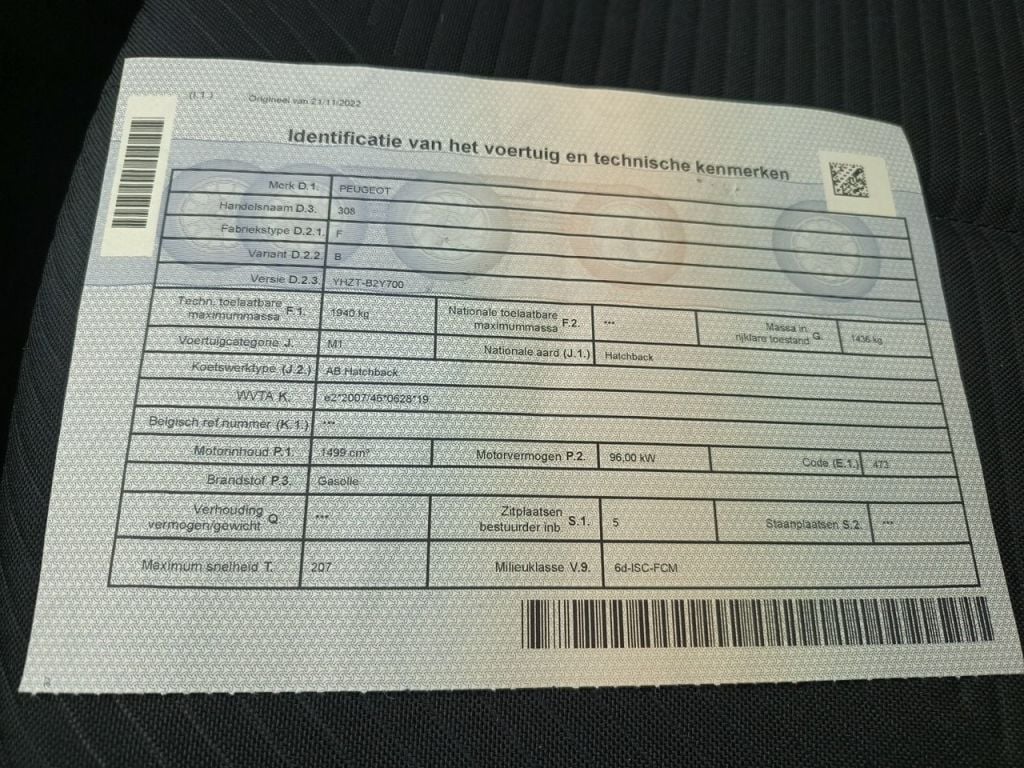 (I.1.) Origineel van 21/11/2022
Identificatie van het voertuig en technische kenmerken
Merk D.1. PEUGEOT
Handelsnaam D.3. 308
Fabriekstype D.2.1. F
Variant D.2.2. B
Versie D.2.3. YHZT-B2Y700
Techn. toelaatbare maximummassa F.1. 1940 kg Nationale toelaatbare maximummassa F.2. --- Massa in rijklare toestand G. 1436 kg
Voertuigcategorie J. M1 Nationale aard (J.1.) Hatchback
Koetswerktype (J.2.) AB Hatchback
WVTA K. e2*2007/46*0628*19
Belgisch ref.nummer (K.1.) ---
Motorinhoud P.1. 1499 cm³ Motorvermogen P.2. 96,00 kW Code (E.1.) 473
Brandstof P.3. Gasolie
Verhouding vermogen/gewicht Q. --- Zitplaatsen bestuurder inb. S.1. 5 Staanplaatsen S.2. ---
Maximum snelheid T. 207 Milieuklasse V.9. 6d-ISC-FCM